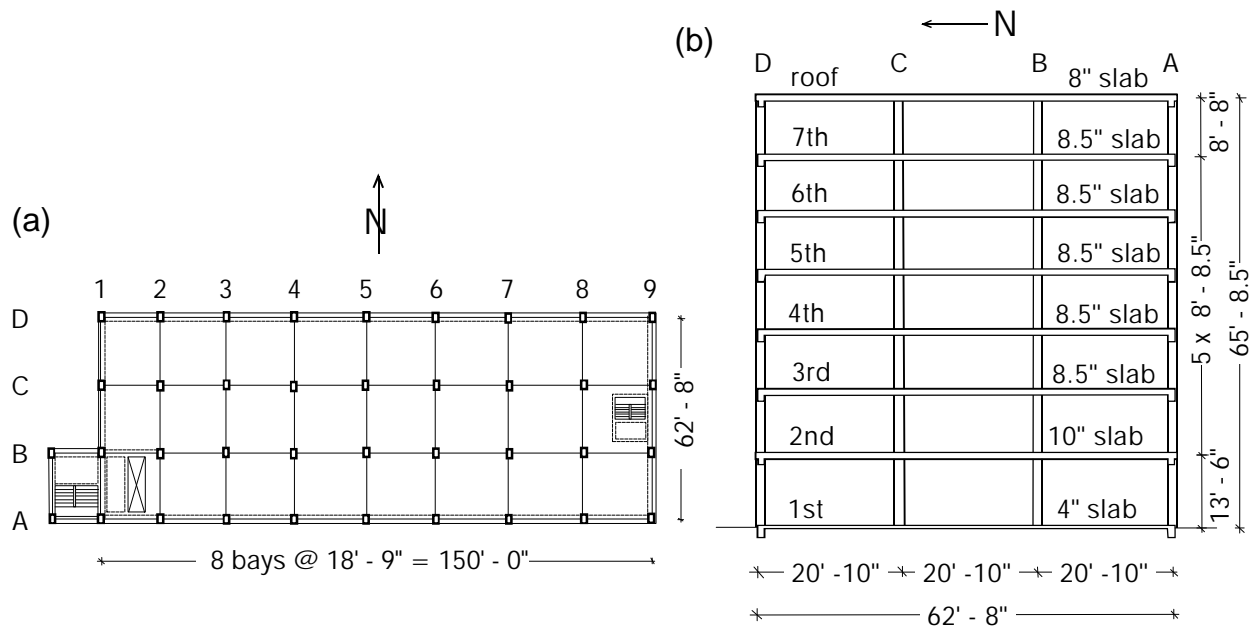 (a)
N
1 2 3 4 5 6 7 8 9
D
C
B
A
62' - 8"
8 bays @ 18' - 9" = 150' - 0"
(b)
N
D C B A
roof 8" slab
7th 8.5" slab
6th 8.5" slab
5th 8.5" slab
4th 8.5" slab
3rd 8.5" slab
2nd 10" slab
1st 4" slab
8' - 8"
5 x 8' - 8.5"
13' - 6"
65' - 8.5"
20' -10" 20' -10" 20' -10"
62' - 8"